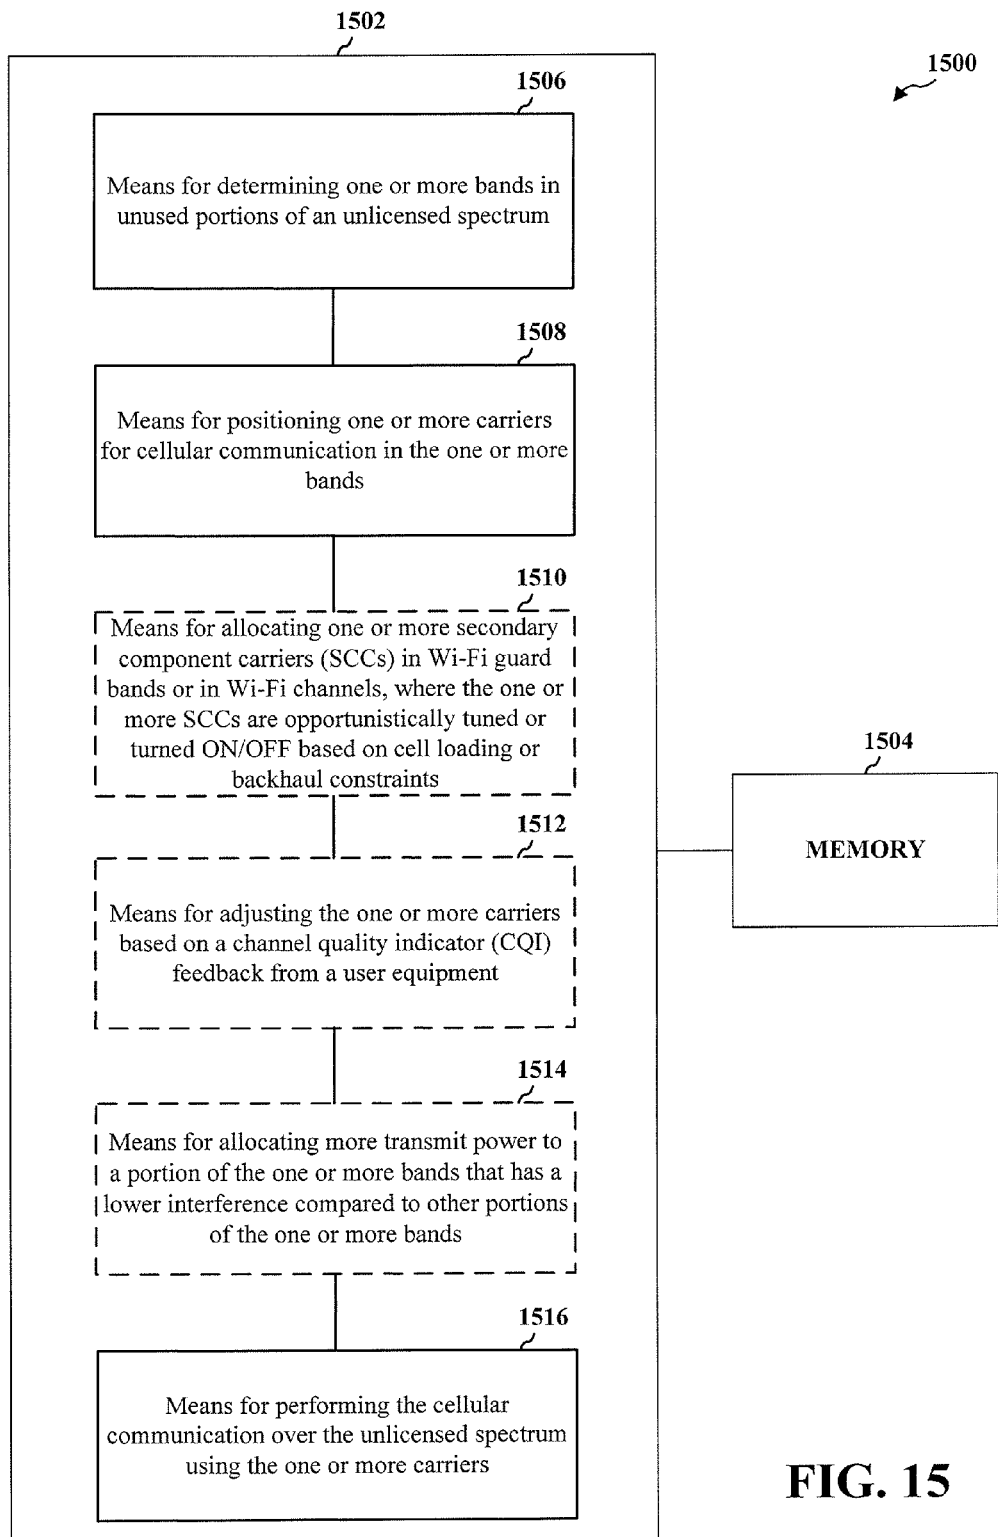 1502
1500
1506
Means for determining one or more bands in
unused portions of an unlicensed spectrum
1508
Means for positioning one or more carriers
for cellular communication in the one or more
bands
1510
Means for allocating one or more secondary
component carriers (SCCs) in Wi-Fi guard
bands or in Wi-Fi channels, where the one or
more SCCs are opportunistically tuned or
turned ON/OFF based on cell loading or
backhaul constraints
1504
MEMORY
1512
Means for adjusting the one or more carriers
based on a channel quality indicator (CQI)
feedback from a user equipment
1514
Means for allocating more transmit power to
a portion of the one or more bands that has a
lower interference compared to other portions
of the one or more bands
1516
Means for performing the cellular
communication over the unlicensed spectrum
using the one or more carriers
FIG. 15